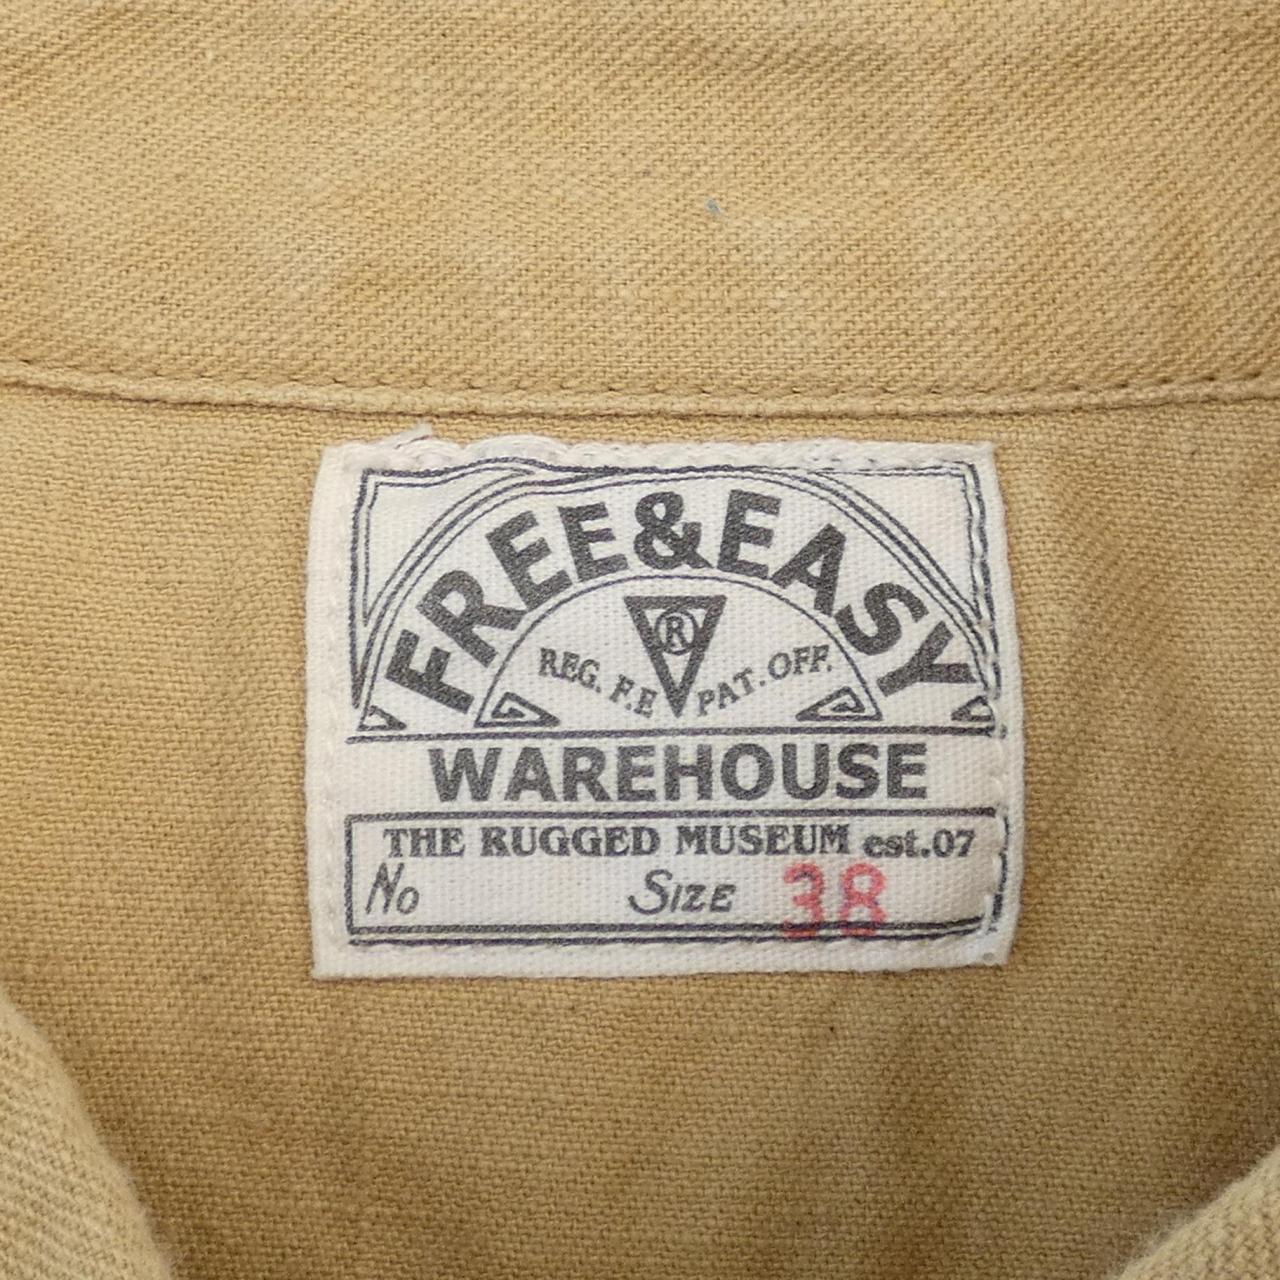 FREE&EASY
®
REG. F.E PAT. OFF.
WAREHOUSE
THE RUGGED MUSEUM est.07
No Size 38